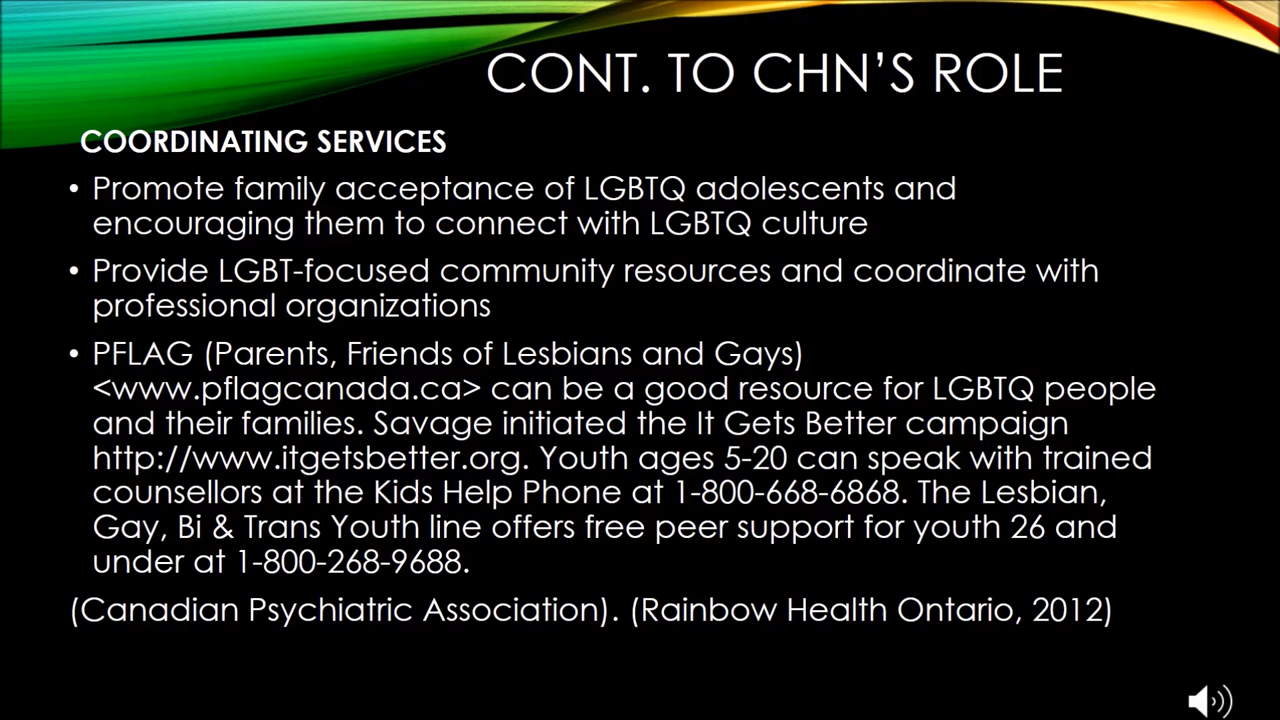 CONT. TO CHN'S ROLE
COORDINATING SERVICES
• Promote family acceptance of LGBTQ adolescents and
encouraging them to connect with LGBTQ culture
• Provide LGBT-focused community resources and coordinate with
professional organizations
• PFLAG (Parents, Friends of Lesbians and Gays)
<www.pflagcanada.ca> can be a good resource for LGBTQ people
and their families. Savage initiated the It Gets Better campaign
http://www.itgetsbetter.org. Youth ages 5-20 can speak with trained
counsellors at the Kids Help Phone at 1-800-668-6868. The Lesbian,
Gay, Bi & Trans Youth line offers free peer support for youth 26 and
under at 1-800-268-9688.
(Canadian Psychiatric Association). (Rainbow Health Ontario, 2012)